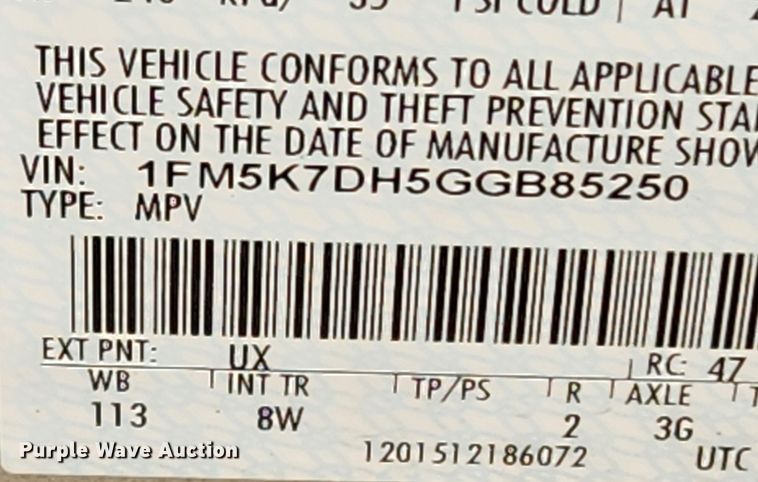 THIS VEHICLE CONFORMS TO ALL APPLICABLE
VEHICLE SAFETY AND THEFT PREVENTION STA
EFFECT ON THE DATE OF MANUFACTURE SHOW
VIN: 1FM5K7DH5GGB85250
TYPE: MPV
EXT PNT: UX RC: 47
WB INT TR TP/PS R AXLE
113 8W 2 3G
1201512186072 UTC
Purple Wave Auction